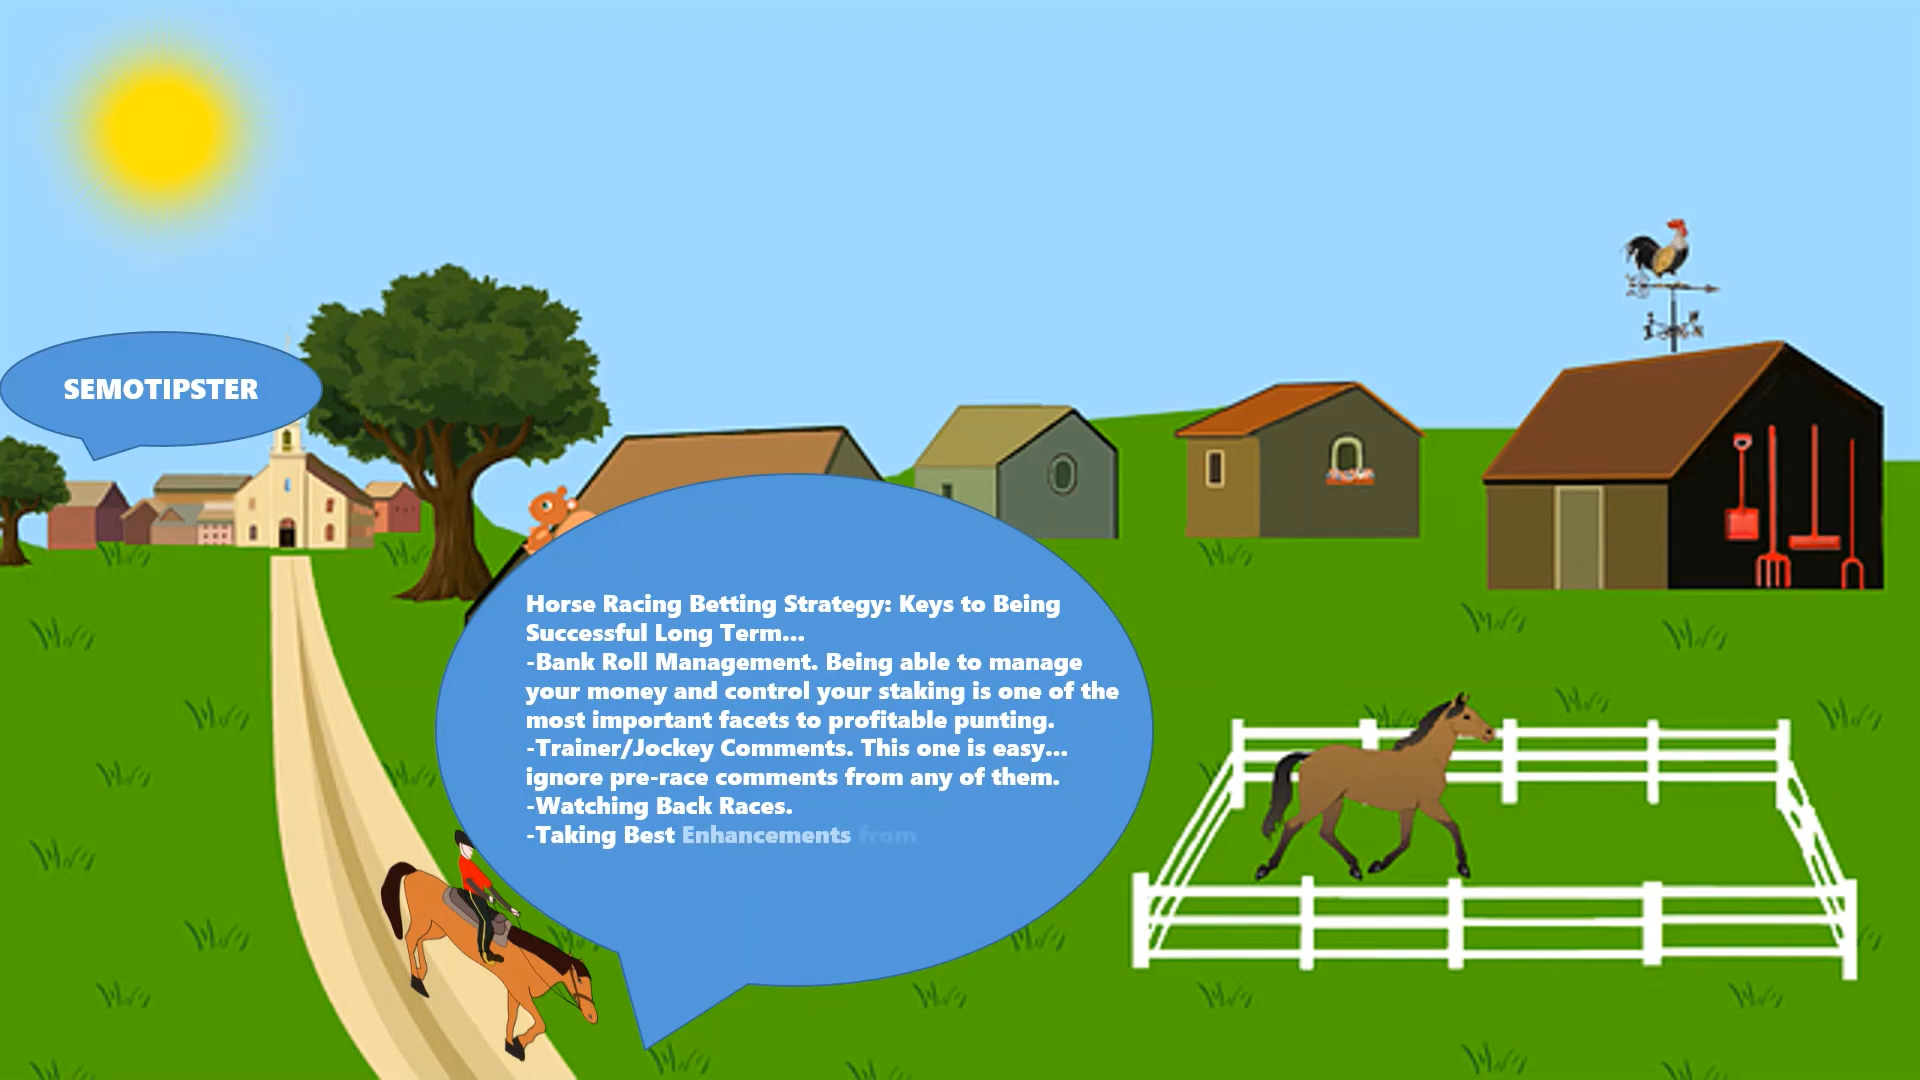 SEMOTIPSTER
Horse Racing Betting Strategy: Keys to Being
Successful Long Term...
-Bank Roll Management. Being able to manage
your money and control your staking is one of the
most important facets to profitable punting.
-Trainer/Jockey Comments. This one is easy...
ignore pre-race comments from any of them.
-Watching Back Races.
-Taking Best Enhancements from